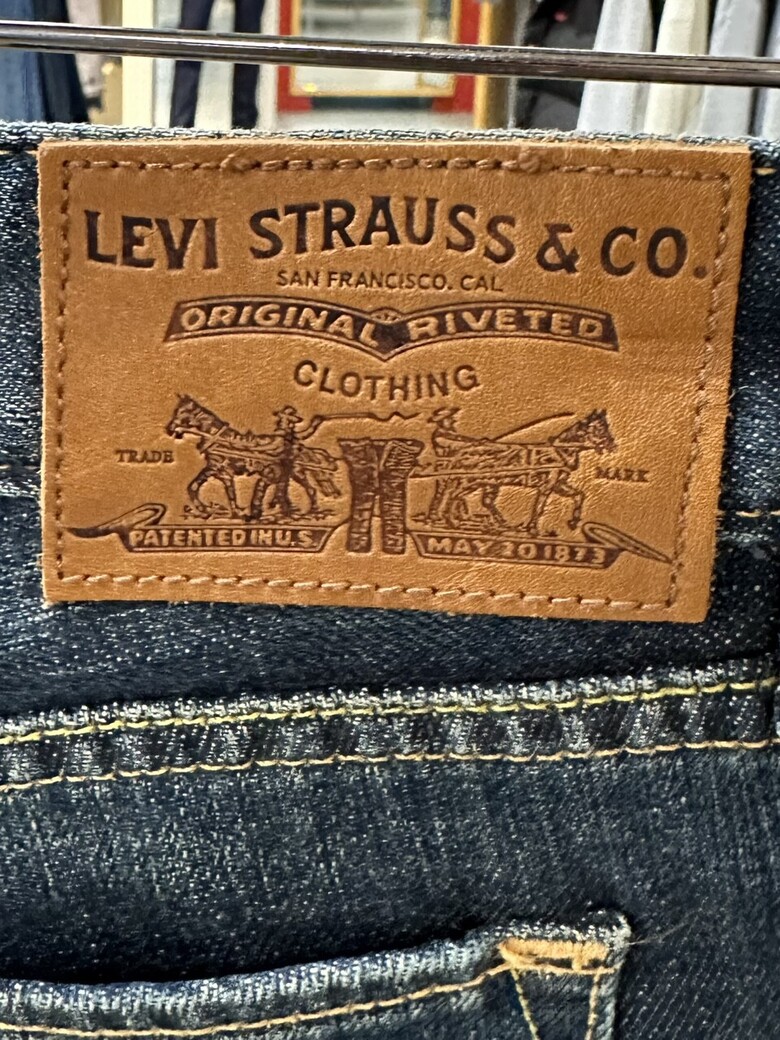 LEVI STRAUSS & CO.
SAN FRANCISCO. CAL
ORIGINAL RIVETED
CLOTHING
TRADE MARK
PATENTED IN U.S. MAY 20 1873